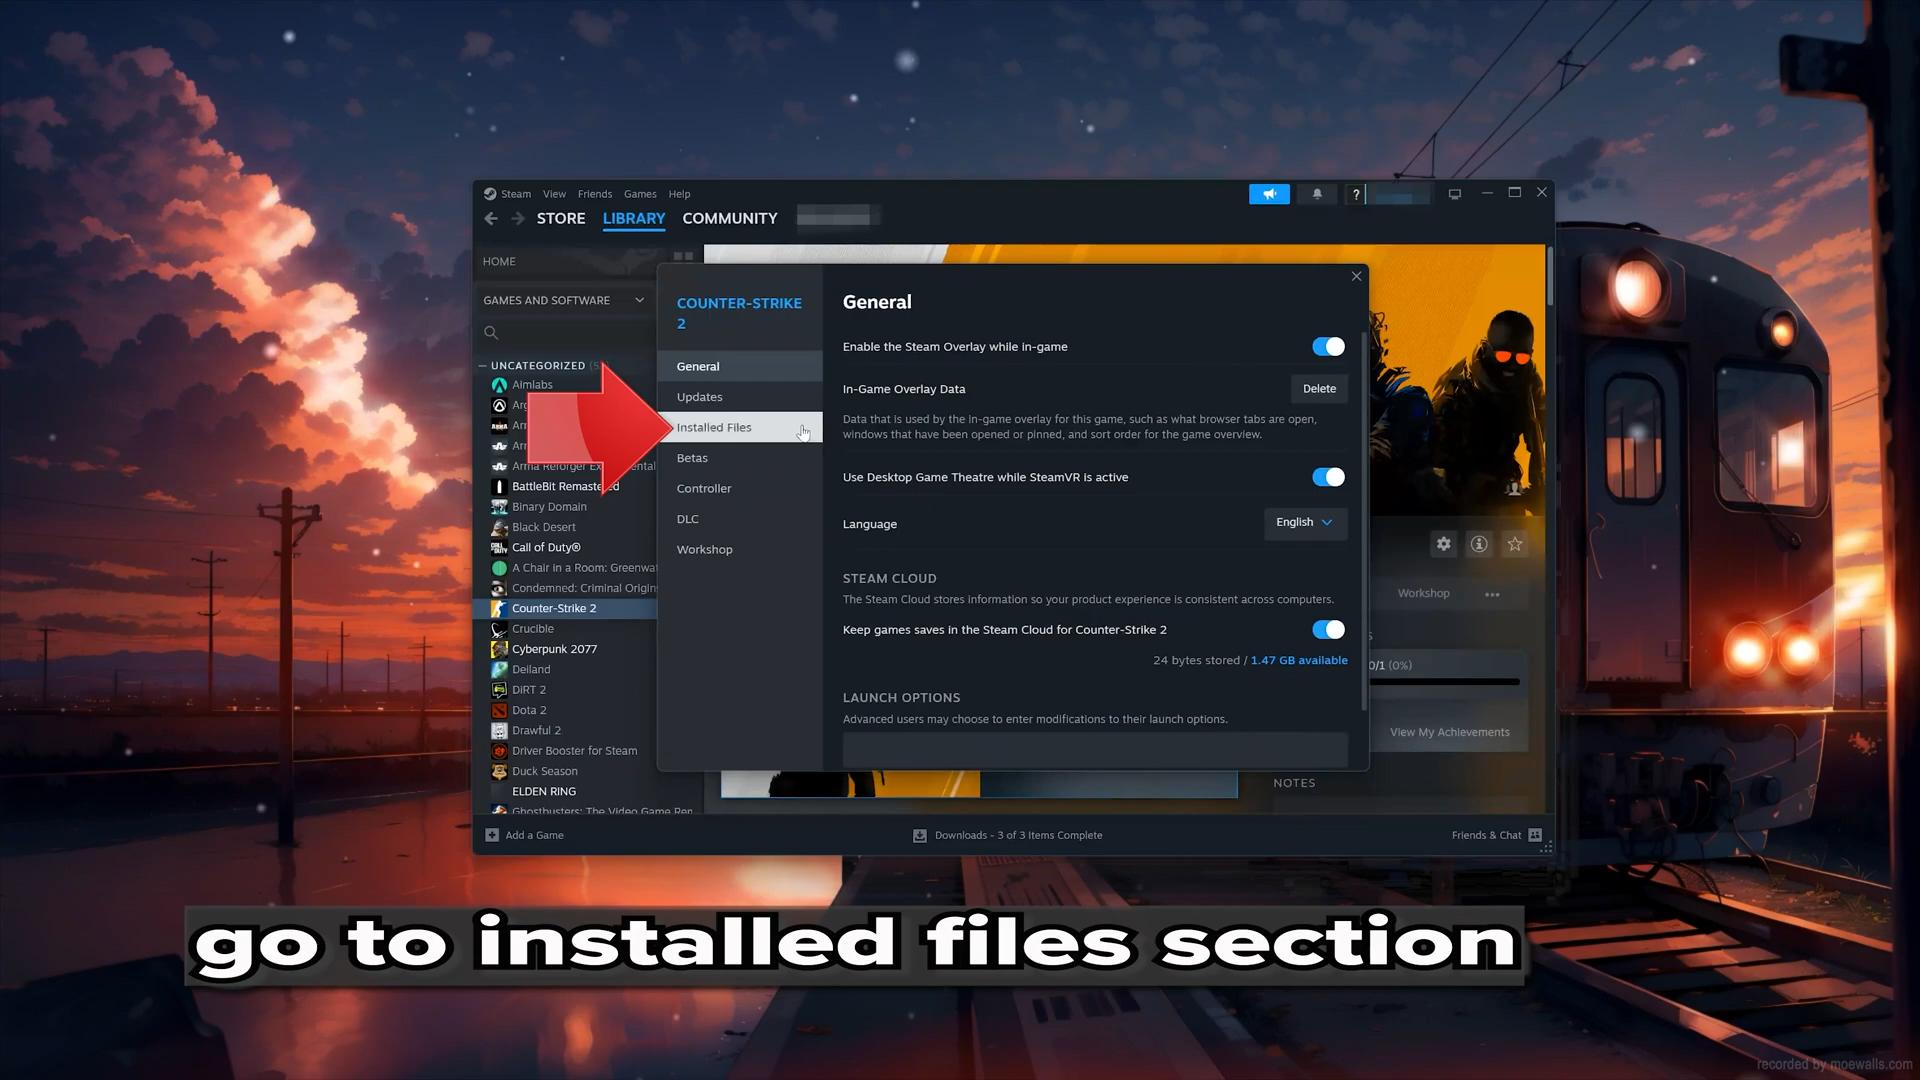 Steam View Friends Games Help
?
STORE LIBRARY COMMUNITY
HOME
GAMES AND SOFTWARE
UNCATEGORIZED
Aimlabs
BattleBit Remaste d
Binary Domain
Black Desert
Call of Duty®
A Chair in a Room: Greenwat
Condemned: Criminal Origin
Counter-Strike 2
Crucible
Cyberpunk 2077
Deiland
DiRT 2
Dota 2
Drawful 2
Driver Booster for Steam
Duck Season
ELDEN RING
Ghostbusters: The Video Game Rem
COUNTER-STRIKE
2
General
Updates
Installed Files
Betas
Controller
DLC
Workshop
General
Enable the Steam Overlay while in-game
In-Game Overlay Data Delete
Data that is used by the in-game overlay for this game, such as what browser tabs are open,
windows that have been opened or pinned, and sort order for the game overview.
Use Desktop Game Theatre while SteamVR is active
Language English
STEAM CLOUD
The Steam Cloud stores information so your product experience is consistent across computers.
Keep games saves in the Steam Cloud for Counter-Strike 2
24 bytes stored / 1.47 GB available
LAUNCH OPTIONS
Advanced users may choose to enter modifications to their launch options.
Workshop
0/1 (0%)
View My Achievements
NOTES
Add a Game
Downloads - 3 of 3 Items Complete
Friends & Chat
go to installed files section
recorded by moewalls.com